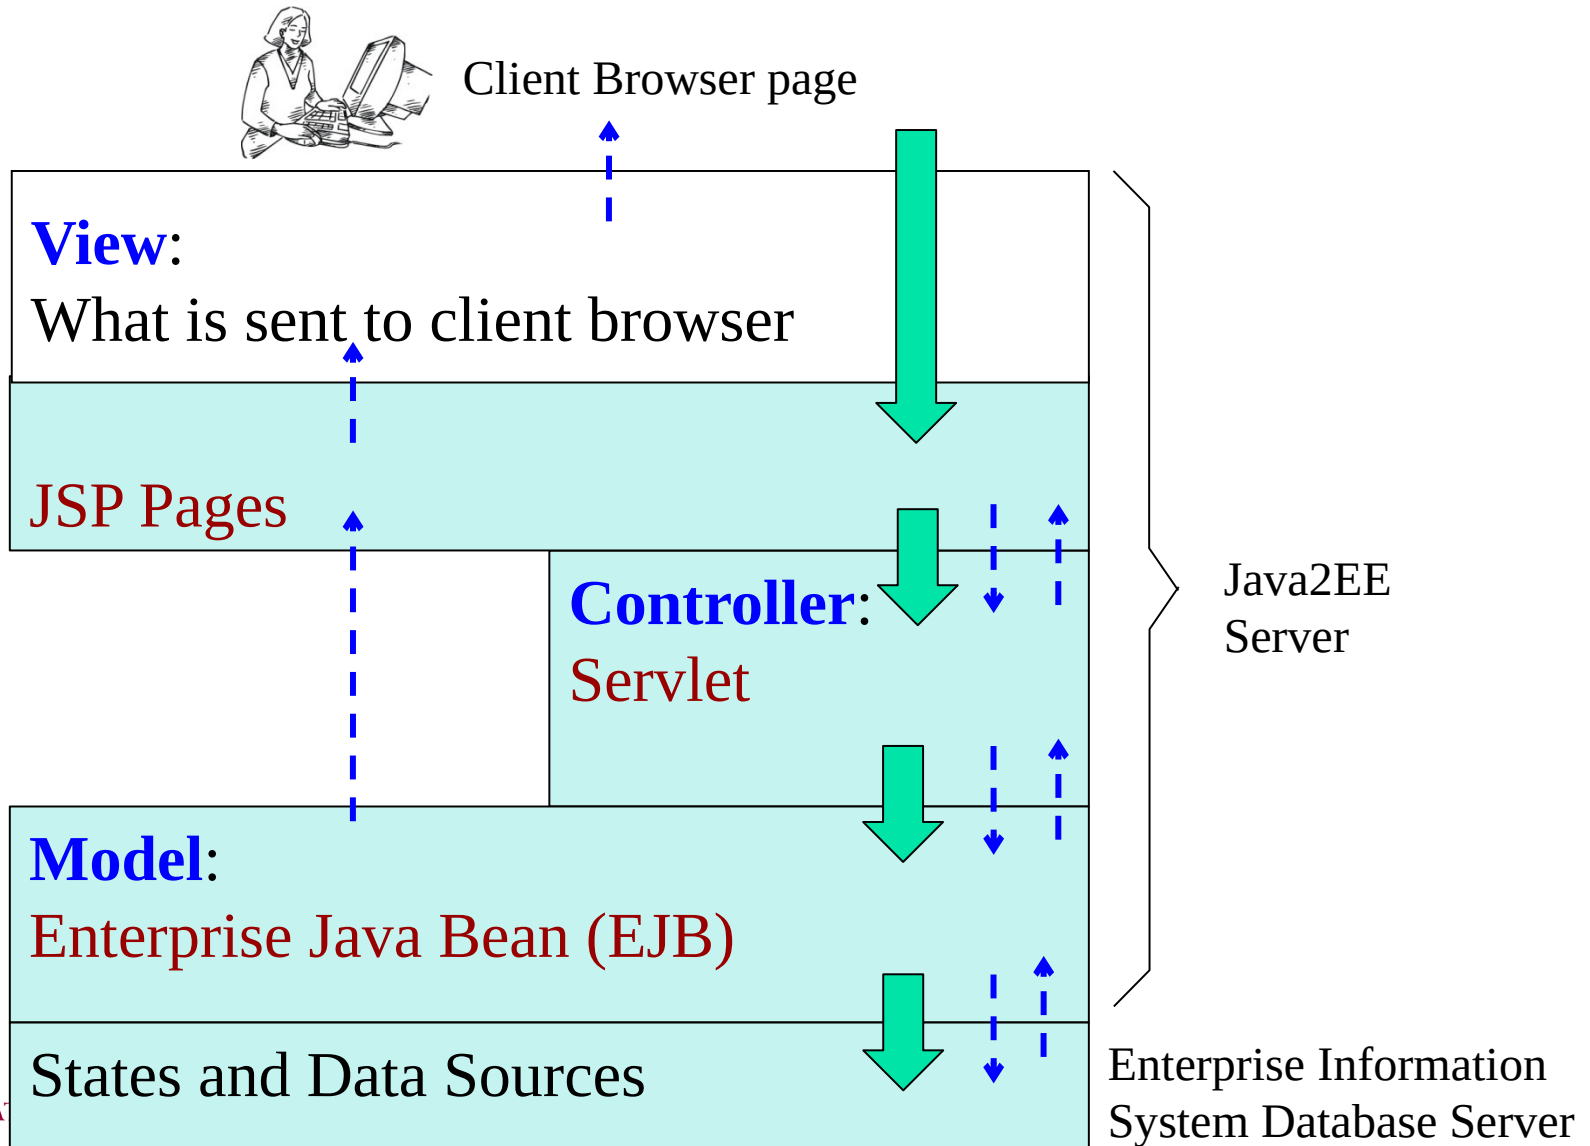 Client Browser page
View:
What is sent to client browser
JSP Pages
Controller:
Servlet
Java2EE
Server
Model:
Enterprise Java Bean (EJB)
States and Data Sources
Enterprise Information
System Database Server